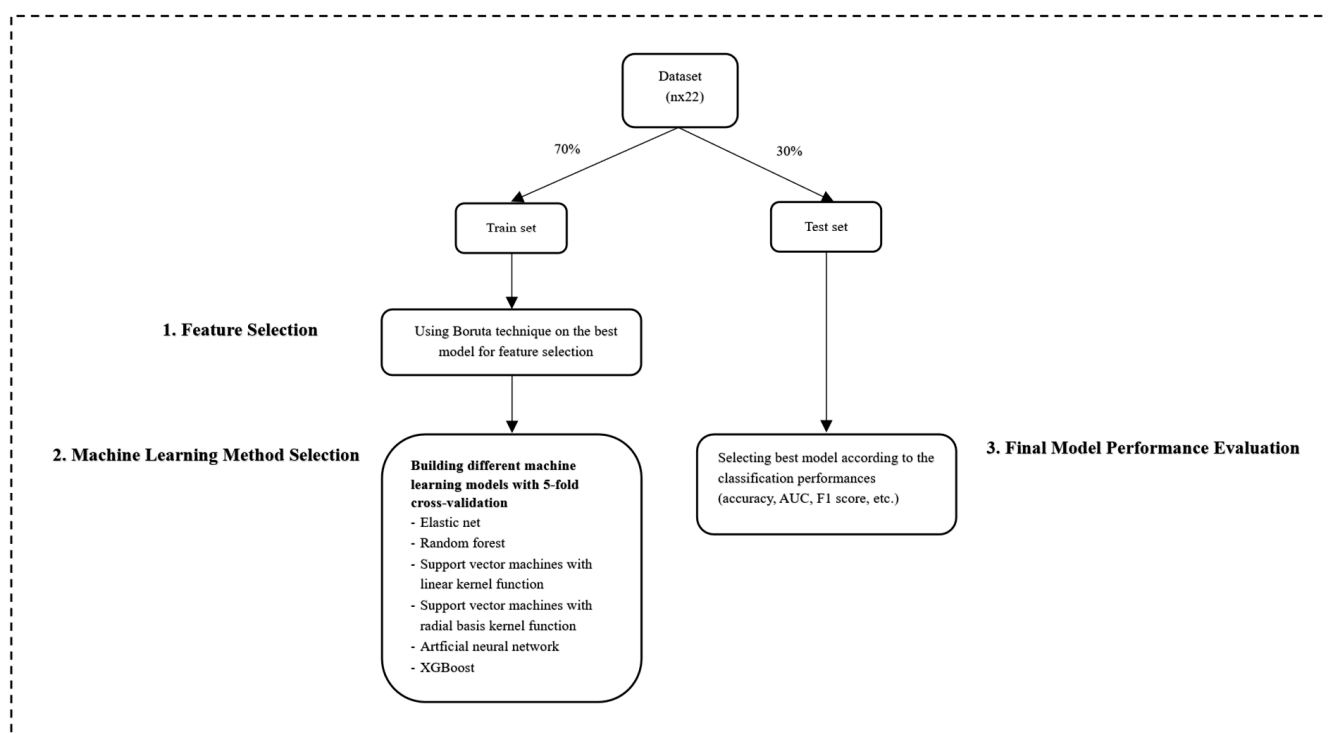 Dataset
(nx22)
70%
30%
Train set
Test set
1. Feature Selection
Using Boruta technique on the best
model for feature selection
2. Machine Learning Method Selection
Building different machine
learning models with 5-fold
cross-validation
- Elastic net
- Random forest
- Support vector machines with
linear kernel function
- Support vector machines with
radial basis kernel function
- Artficial neural network
- XGBoost
Selecting best model according to the
classification performances
(accuracy, AUC, F1 score, etc.)
3. Final Model Performance Evaluation